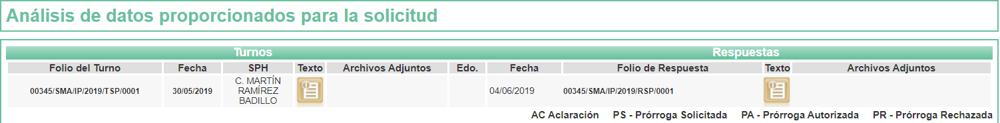 Análisis de datos proporcionados para la solicitud
Turnos Respuestas
Folio del Turno Fecha SPH Texto Archivos Adjuntos Edo. Fecha Folio de Respuesta Texto Archivos Adjuntos
00345/SMA/IP/2019/TSP/0001 30/05/2019 C. MARTÍN
RAMÍREZ
BADILLO 04/06/2019 00345/SMA/IP/2019/RSP/0001
AC Aclaración PS - Prórroga Solicitada PA - Prórroga Autorizada PR - Prórroga Rechazada